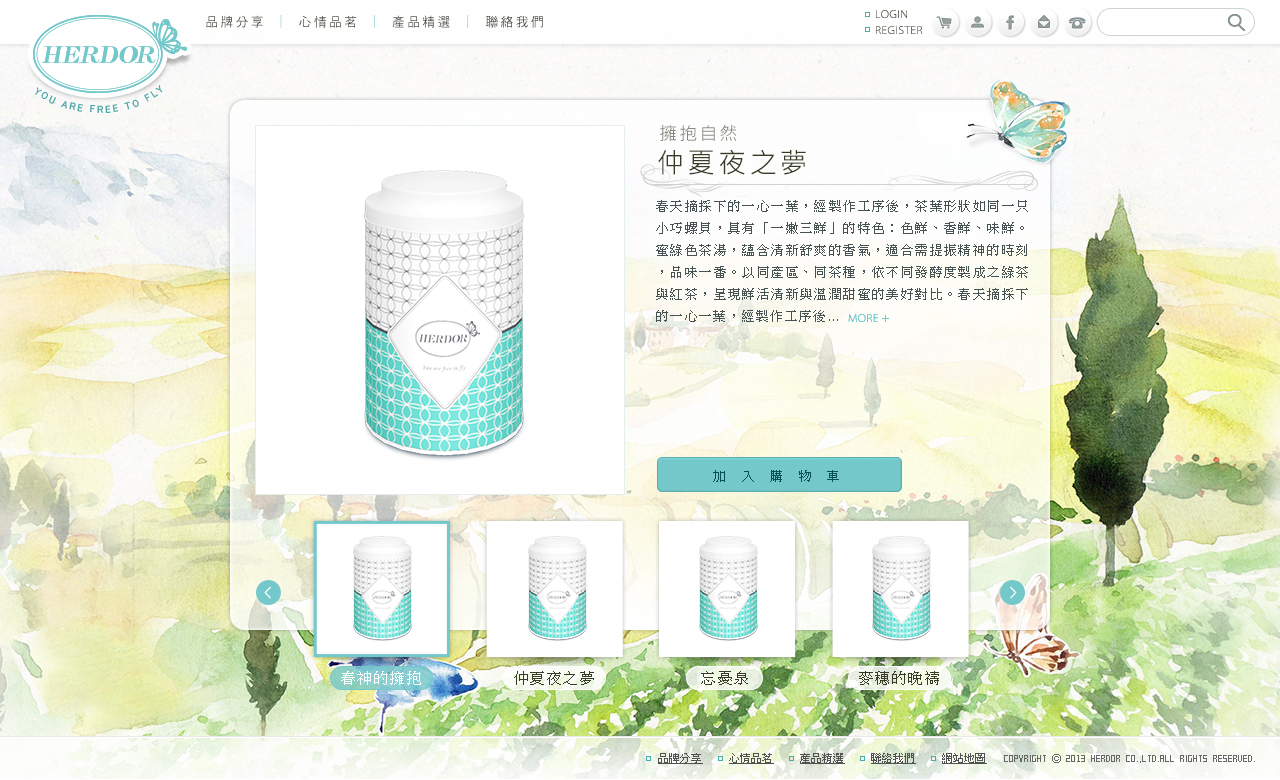 品牌分享
心情品茗
產品精選
聯絡我們
LOGIN
REGISTER
HERDOR
YOU ARE FREE TO FLY
擁抱自然
仲夏夜之夢
春天摘採下的一心一葉，經製作工序後，茶葉形狀如同一只
小巧螺貝，具有「一嫩三鮮」的特色：色鮮、香鮮、味鮮。
蜜綠色茶湯，蘊含清新舒爽的香氣，適合需提振精神的時刻
，品味一番。以同產區、同茶種，依不同發酵度製成之綠茶
與紅茶，呈現鮮活清新與溫潤甜蜜的美好對比。春天摘採下
的一心一葉，經製作工序後... MORE +
HERDOR
You are free to fly
加入購物車
春神的擁抱
仲夏夜之夢
忘憂泉
麥穗的晚禱
品牌分享
心情品茗
產品精選
聯絡我們
網站地圖
COPYRIGHT © 2013 HERDOR CO.,LTD.ALL RIGHTS RESERVED.